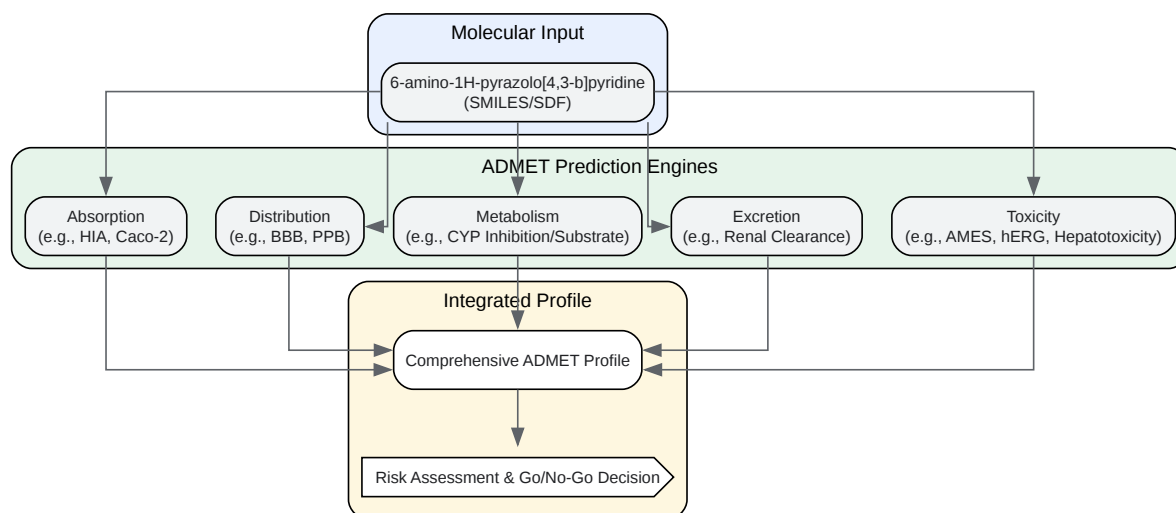 Molecular Input
6-amino-1H-pyrazolo[4,3-b]pyridine
(SMILES/SDF)
ADMET Prediction Engines
Absorption
(e.g., HIA, Caco-2)
Distribution
(e.g., BBB, PPB)
Metabolism
(e.g., CYP Inhibition/Substrate)
Excretion
(e.g., Renal Clearance)
Toxicity
(e.g., AMES, hERG, Hepatotoxicity)
Integrated Profile
Comprehensive ADMET Profile
Risk Assessment & Go/No-Go Decision